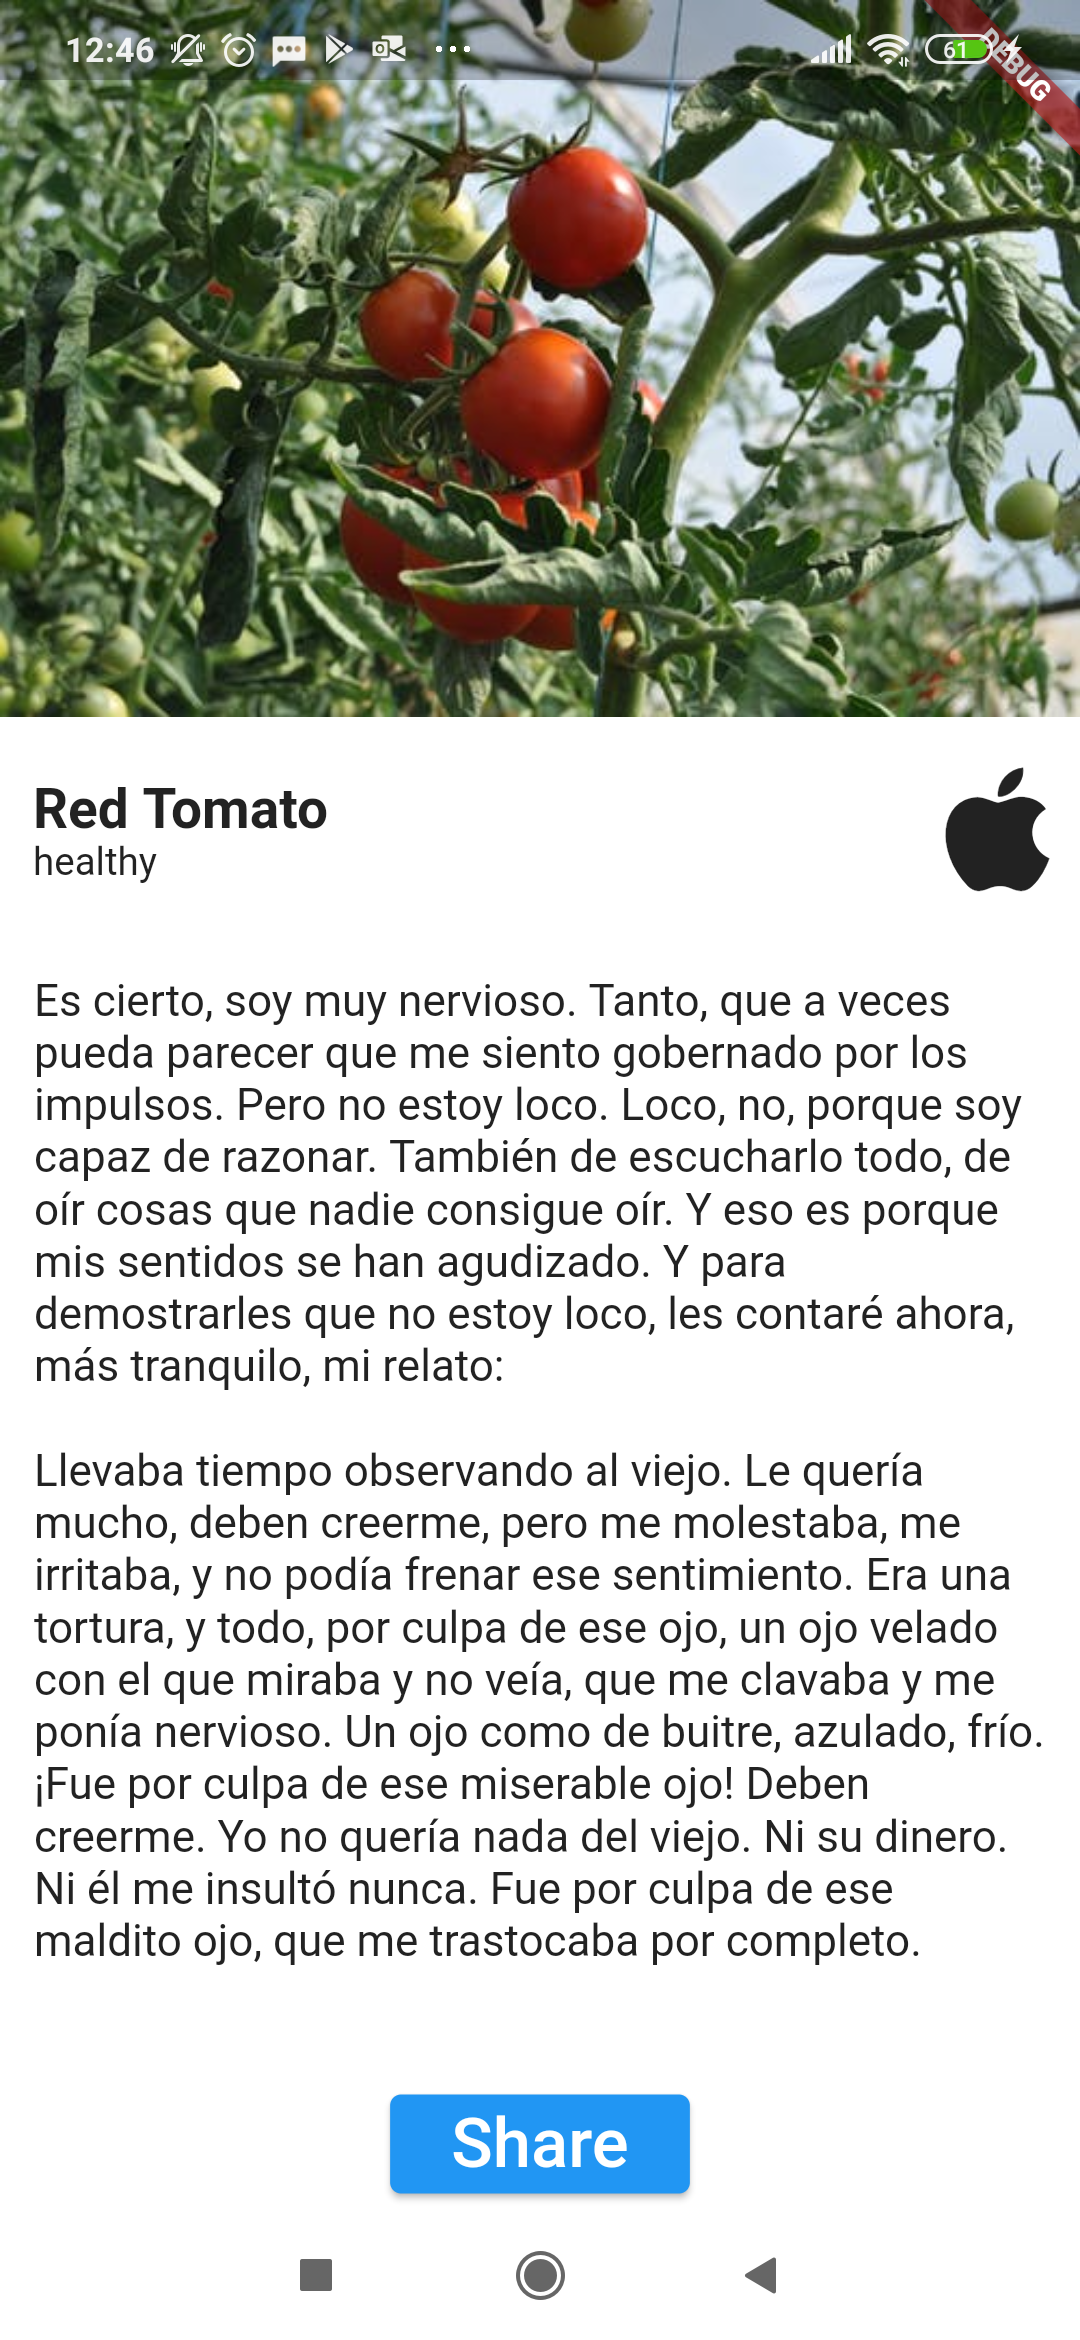 12:46
61
DEBUG
Red Tomato
healthy
Es cierto, soy muy nervioso. Tanto, que a veces
pueda parecer que me siento gobernado por los
impulsos. Pero no estoy loco. Loco, no, porque soy
capaz de razonar. También de escucharlo todo, de
oír cosas que nadie consigue oír. Y eso es porque
mis sentidos se han agudizado. Y para
demostrarles que no estoy loco, les contaré ahora,
más tranquilo, mi relato:
Llevaba tiempo observando al viejo. Le quería
mucho, deben creerme, pero me molestaba, me
irritaba, y no podía frenar ese sentimiento. Era una
tortura, y todo, por culpa de ese ojo, un ojo velado
con el que miraba y no veía, que me clavaba y me
ponía nervioso. Un ojo como de buitre, azulado, frío.
¡Fue por culpa de ese miserable ojo! Deben
creerme. Yo no quería nada del viejo. Ni su dinero.
Ni él me insultó nunca. Fue por culpa de ese
maldito ojo, que me trastocaba por completo.
Share